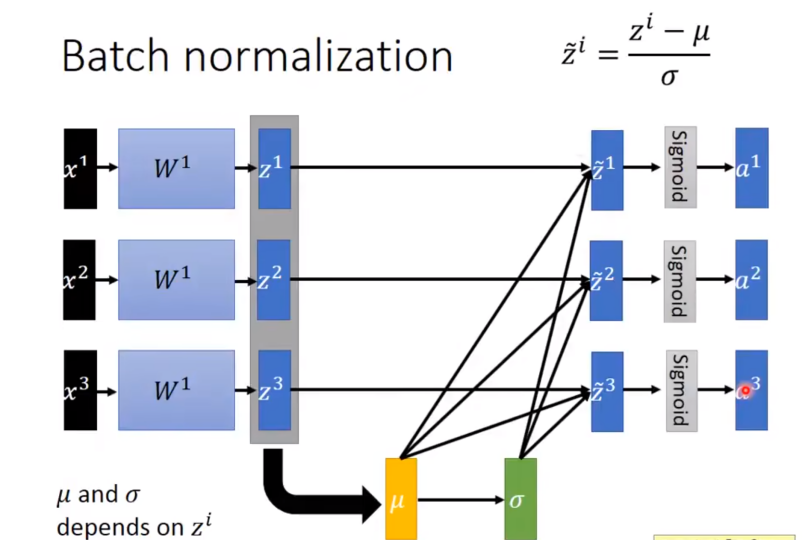 Batch normalization
z̃ⁱ = (zⁱ − μ) / σ
x¹ W¹ z¹ z̃¹ Sigmoid a¹
x² W¹ z² z̃² Sigmoid a²
x³ W¹ z³ z̃³ Sigmoid a³
μ σ
μ and σ
depends on zⁱ